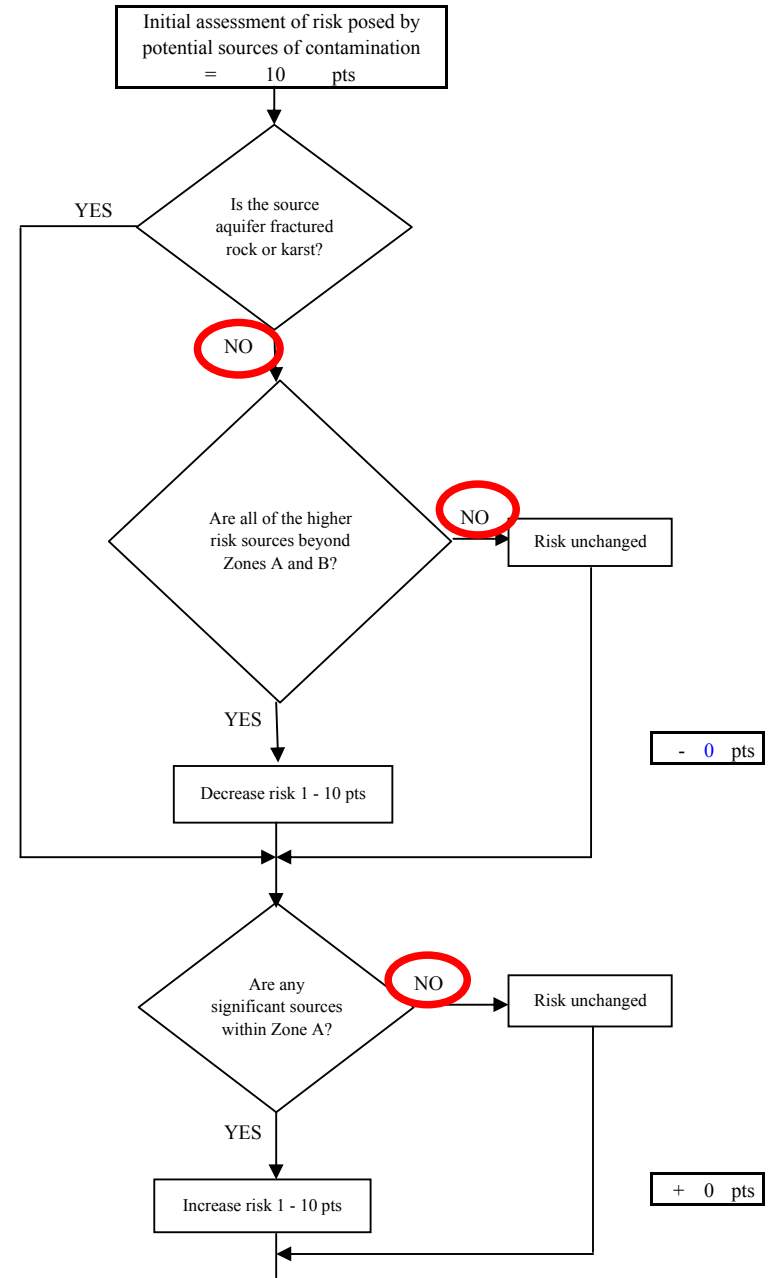 Initial assessment of risk posed by
potential sources of contamination
= 10 pts
YES
Is the source
aquifer fractured
rock or karst?
NO
Are all of the higher
risk sources beyond
Zones A and B?
NO
Risk unchanged
YES
- 0 pts
Decrease risk 1 - 10 pts
Are any
significant sources
within Zone A?
NO
Risk unchanged
YES
Increase risk 1 - 10 pts
+ 0 pts